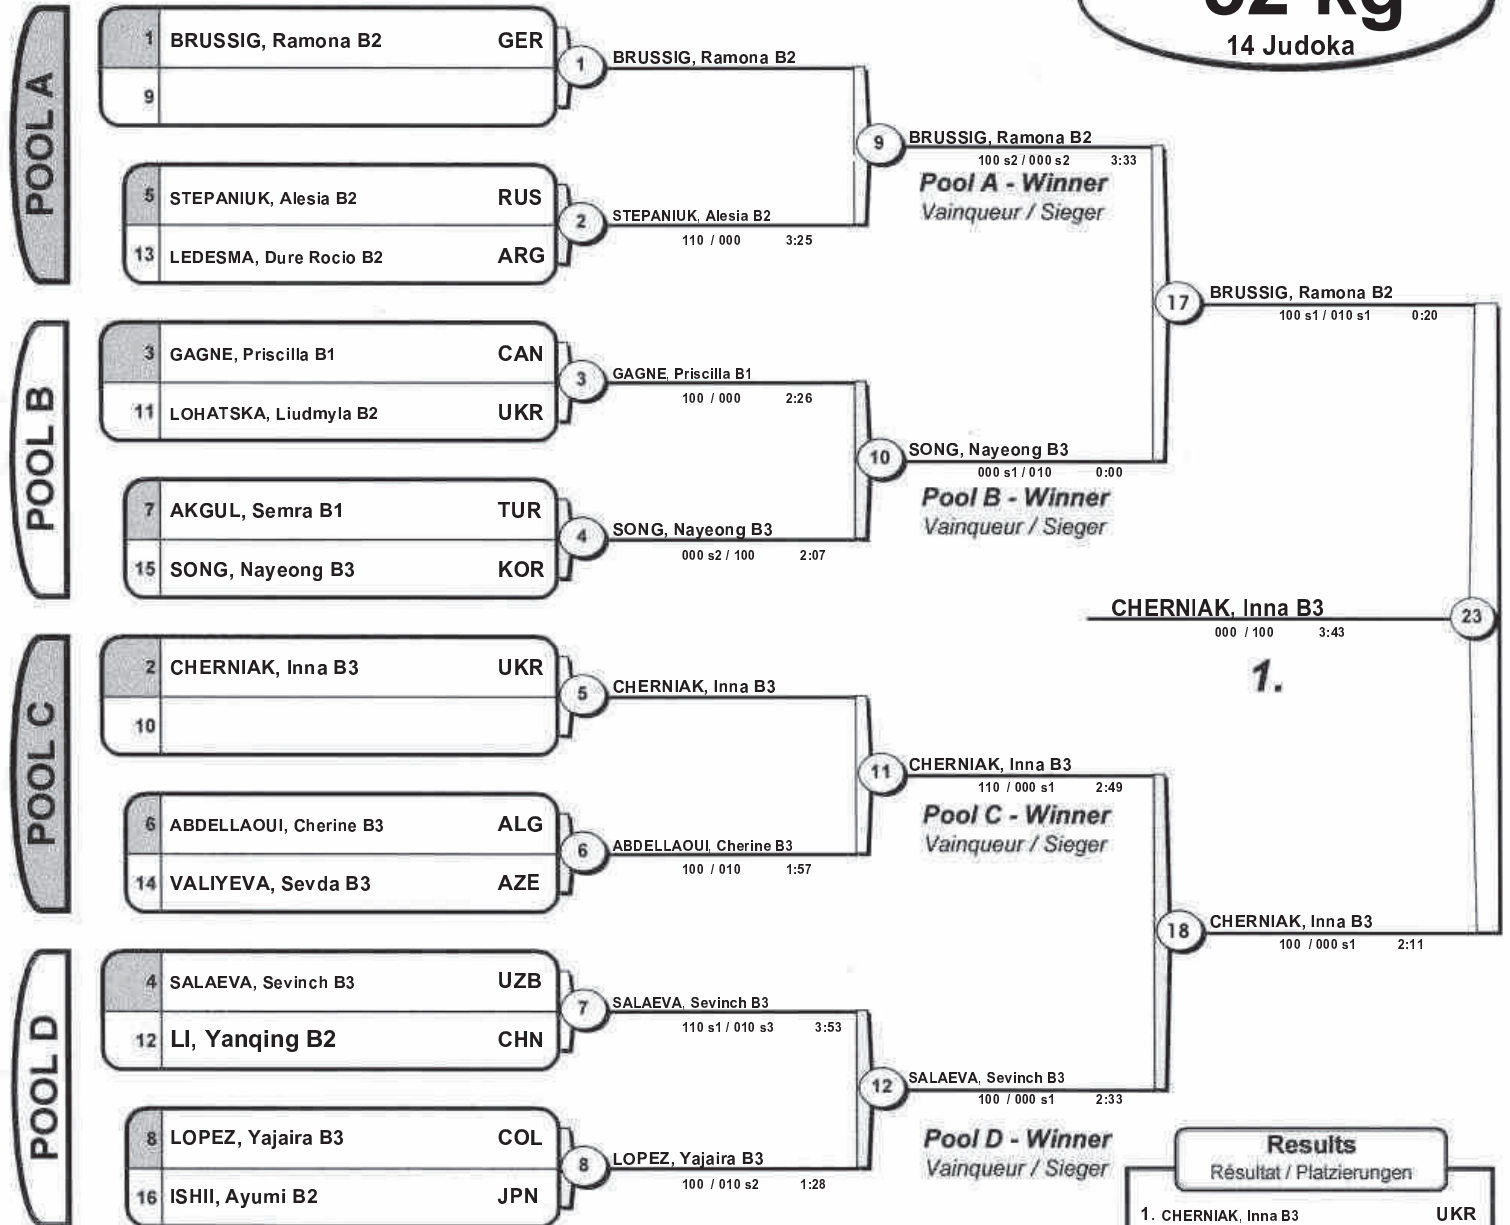 52 kg
14 Judoka
POOL A
1 BRUSSIG, Ramona B2 GER
9
1
BRUSSIG, Ramona B2
5 STEPANIUK, Alesia B2 RUS
13 LEDESMA, Dure Rocio B2 ARG
2
STEPANIUK, Alesia B2
110 / 000 3:25
9
BRUSSIG, Ramona B2
100 s2 / 000 s2 3:33
Pool A - Winner
Vainqueur / Sieger
POOL B
3 GAGNE, Priscilla B1 CAN
11 LOHATSKA, Liudmyla B2 UKR
3
GAGNE, Priscilla B1
100 / 000 2:26
7 AKGUL, Semra B1 TUR
15 SONG, Nayeong B3 KOR
4
SONG, Nayeong B3
000 s2 / 100 2:07
10
SONG, Nayeong B3
000 s1 / 010 0:00
Pool B - Winner
Vainqueur / Sieger
17
BRUSSIG, Ramona B2
100 s1 / 010 s1 0:20
23
CHERNIAK, Inna B3
000 / 100 3:43
1.
POOL C
2 CHERNIAK, Inna B3 UKR
10
5
CHERNIAK, Inna B3
6 ABDELLAOUI, Cherine B3 ALG
14 VALIYEVA, Sevda B3 AZE
6
ABDELLAOUI, Cherine B3
100 / 010 1:57
11
CHERNIAK, Inna B3
110 / 000 s1 2:49
Pool C - Winner
Vainqueur / Sieger
POOL D
4 SALAEVA, Sevinch B3 UZB
12 LI, Yanqing B2 CHN
7
SALAEVA, Sevinch B3
110 s1 / 010 s3 3:53
8 LOPEZ, Yajaira B3 COL
16 ISHII, Ayumi B2 JPN
8
LOPEZ, Yajaira B3
100 / 010 s2 1:28
12
SALAEVA, Sevinch B3
100 / 000 s1 2:33
Pool D - Winner
Vainqueur / Sieger
18
CHERNIAK, Inna B3
100 / 000 s1 2:11
Results
Résultat / Platzierungen
1. CHERNIAK, Inna B3 UKR